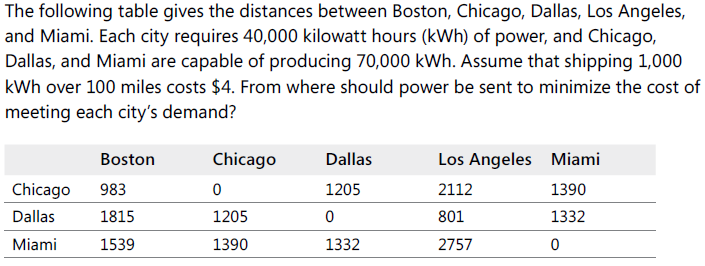 The following table gives the distances between Boston, Chicago, Dallas, Los Angeles,
and Miami. Each city requires 40,000 kilowatt hours (kWh) of power, and Chicago,
Dallas, and Miami are capable of producing 70,000 kWh. Assume that shipping 1,000
kWh over 100 miles costs $4. From where should power be sent to minimize the cost of
meeting each city’s demand?
Boston Chicago Dallas Los Angeles Miami
Chicago 983 0 1205 2112 1390
Dallas 1815 1205 0 801 1332
Miami 1539 1390 1332 2757 0